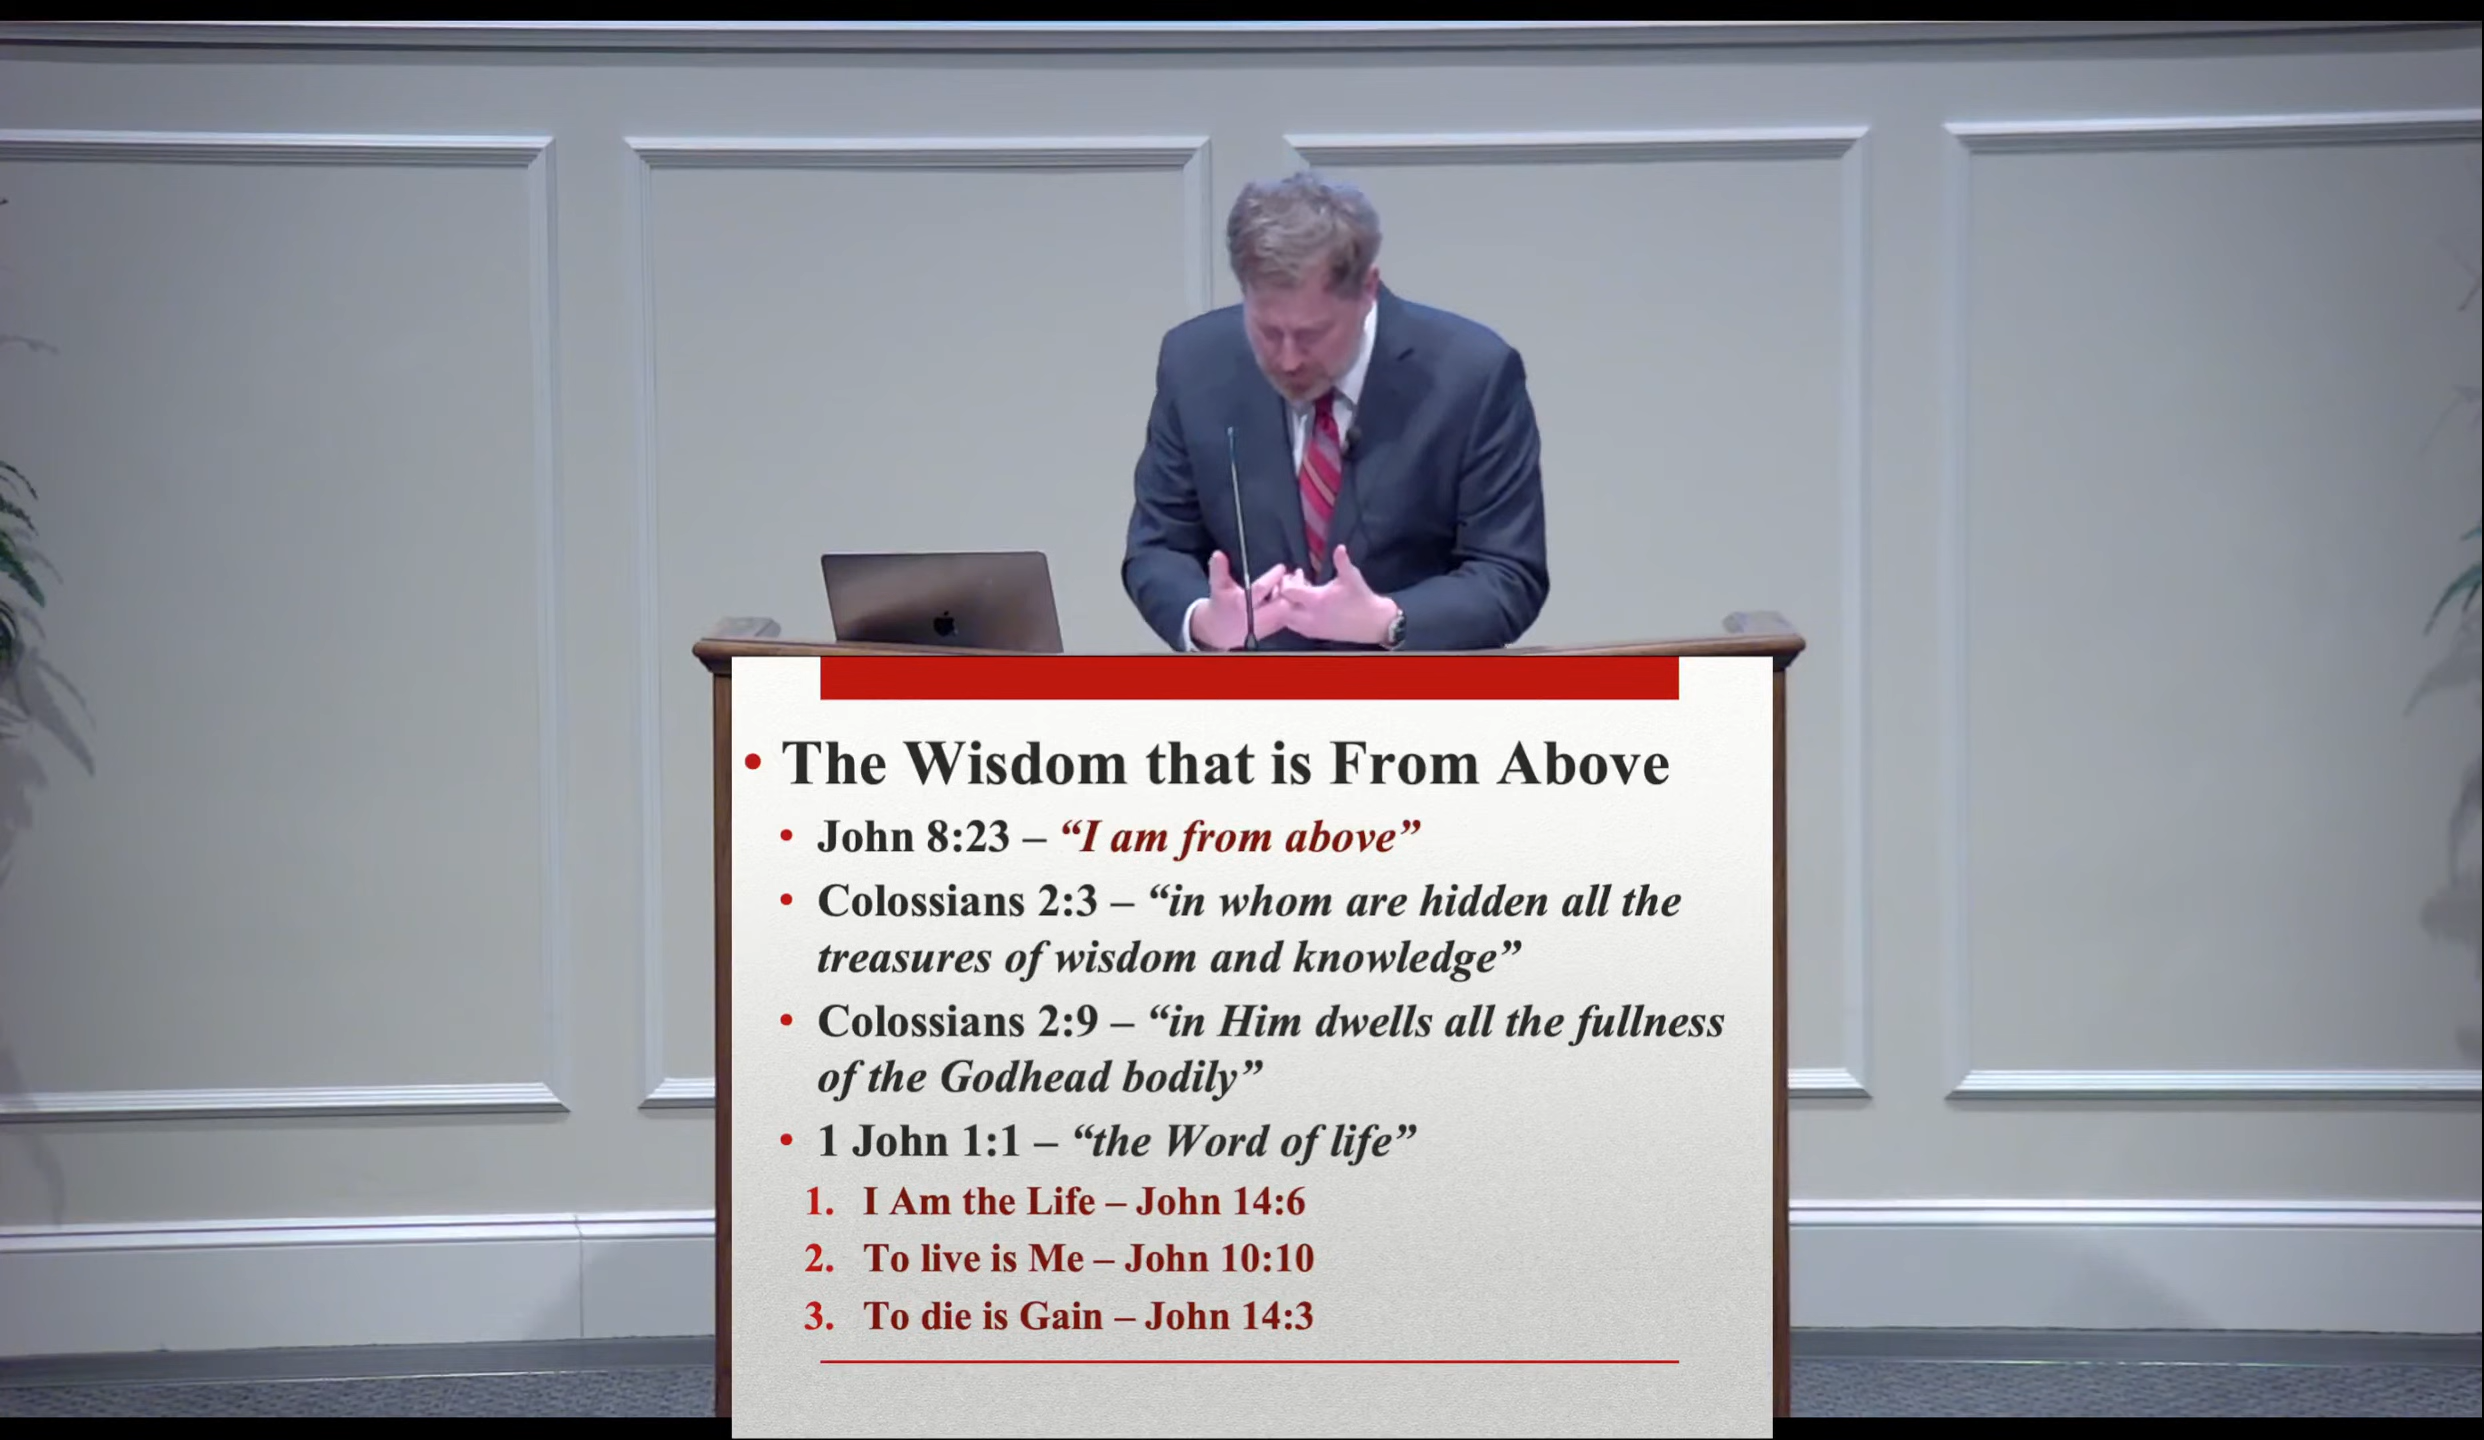 • The Wisdom that is From Above
• John 8:23 – “I am from above”
• Colossians 2:3 – “in whom are hidden all the
treasures of wisdom and knowledge”
• Colossians 2:9 – “in Him dwells all the fullness
of the Godhead bodily”
• 1 John 1:1 – “the Word of life”
1. I Am the Life – John 14:6
2. To live is Me – John 10:10
3. To die is Gain – John 14:3